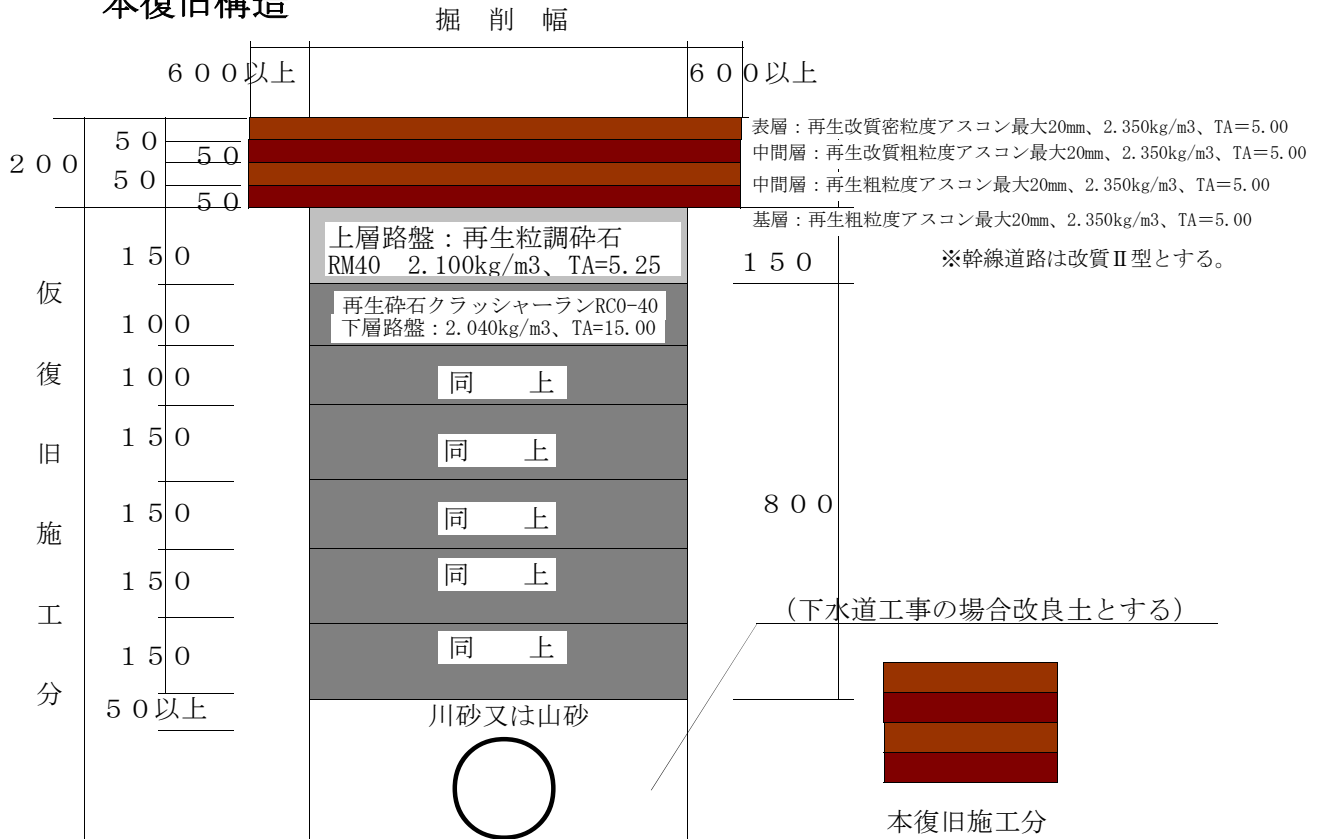 本復旧構造
掘 削 幅
６００以上
６００以上
２００
５０
５０
５０
５０
表層：再生改質密粒度アスコン最大20mm、2.350kg/m3、TA＝5.00
中間層：再生改質粗粒度アスコン最大20mm、2.350kg/m3、TA＝5.00
中間層：再生粗粒度アスコン最大20mm、2.350kg/m3、TA＝5.00
基層：再生粗粒度アスコン最大20mm、2.350kg/m3、TA＝5.00
※幹線道路は改質Ⅱ型とする。
仮復旧施工分
１５０
上層路盤：再生粒調砕石
RM40 2.100kg/m3、TA=5.25
１５０
１００
再生砕石クラッシャーランRC0-40
下層路盤：2.040kg/m3、TA=15.00
１００
同 上
１５０
同 上
１５０
同 上
８００
１５０
同 上
１５０
同 上
（下水道工事の場合改良土とする）
５０以上
川砂又は山砂
本復旧施工分